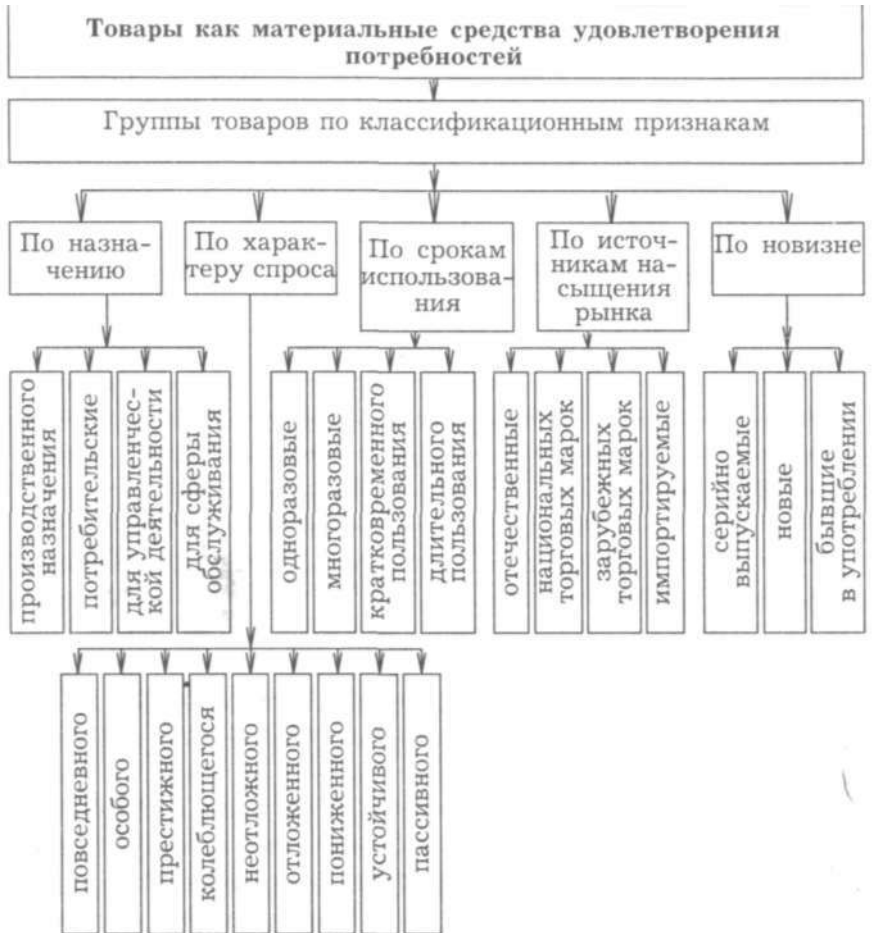 Товары как материальные средства удовлетворения
потребностей
Группы товаров по классификационным признакам
По назна-
чению
По харак-
теру спроса
По срокам
использова-
ния
По источ-
никам на-
сыщения
рынка
По новизне
производственного
назначения
потребительские
для управленчес-
кой деятельности
для сферы
обслуживания
одноразовые
многоразовые
кратковременного
пользования
длительного
пользования
отечественные
национальных
торговых марок
зарубежных
торговых марок
импортируемые
серийно
выпускаемые
новые
бывшие
в употреблении
повседневного
особого
престижного
колеблющегося
неотложного
отложенного
пониженного
устойчивого
пассивного